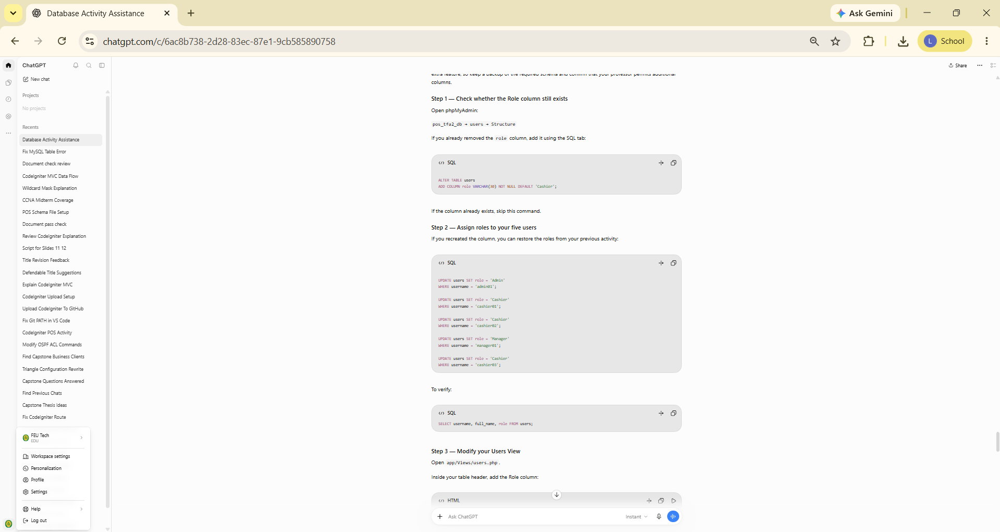 Database Activity Assistance
Ask Gemini
chatgpt.com/c/6ac8b738-2d28-83ec-87e1-9cb585890758
L School
ChatGPT
New chat
Projects
No projects
Recents
Database Activity Assistance
Fix MySQL Table Error
Document check review
CodeIgniter MVC Data Flow
Wildcard Mask Explanation
CCNA Midterm Coverage
POS Schema File Setup
Document pass check
Review CodeIgniter Explanation
Script for Slides 11 12
Title Revision Feedback
Defendable Title Suggestions
Explain CodeIgniter MVC
CodeIgniter Upload Setup
Upload CodeIgniter To GitHub
Fix Git PATH in VS Code
CodeIgniter POS Activity
Modify OSPF ACL Commands
Find Capstone Business Clients
Triangle Configuration Rewrite
Capstone Questions Answered
Find Previous Chats
Capstone Thesis Ideas
Fix CodeIgniter Route
FEU Tech
EDU
Workspace settings
Personalization
Profile
Settings
Help
Log out
Share
extra feature, so keep a backup of the required schema and confirm that your professor permits additional
columns.
Step 1 — Check whether the Role column still exists
Open phpMyAdmin:
pos_tfa2_db → users → Structure
If you already removed the role column, add it using the SQL tab:
SQL
ALTER TABLE users
ADD COLUMN role VARCHAR(30) NOT NULL DEFAULT 'Cashier';
If the column already exists, skip this command.
Step 2 — Assign roles to your five users
If you recreated the column, you can restore the roles from your previous activity:
SQL
UPDATE users SET role = 'Admin'
WHERE username = 'admin01';
UPDATE users SET role = 'Cashier'
WHERE username = 'cashier01';
UPDATE users SET role = 'Cashier'
WHERE username = 'cashier02';
UPDATE users SET role = 'Manager'
WHERE username = 'manager01';
UPDATE users SET role = 'Cashier'
WHERE username = 'cashier03';
To verify:
SQL
SELECT username, full_name, role FROM users;
Step 3 — Modify your Users View
Open app/Views/users.php.
Inside your table header, add the Role column:
HTML
Ask ChatGPT
Instant